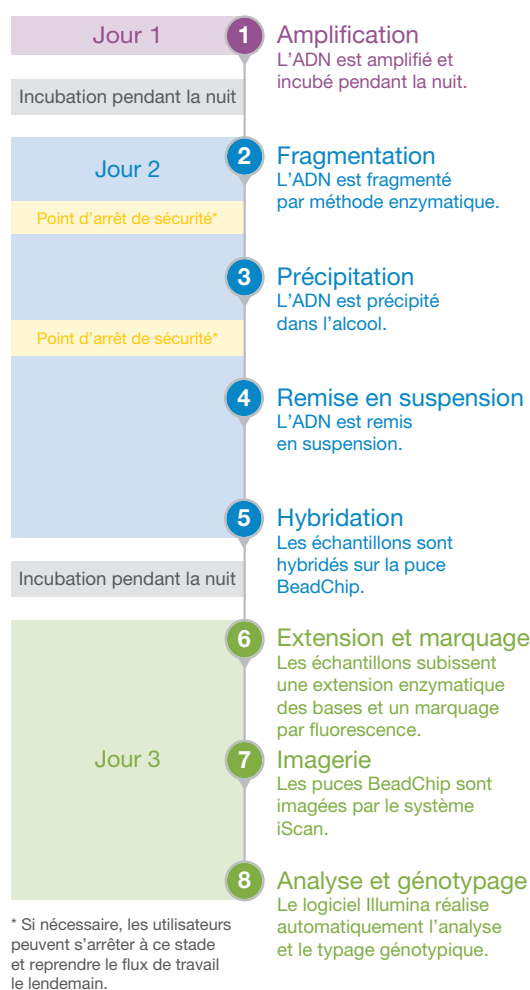 Jour 1
1
Amplification
L'ADN est amplifié et
incubé pendant la nuit.
Incubation pendant la nuit
Jour 2
2
Fragmentation
L'ADN est fragmenté
par méthode enzymatique.
Point d'arrêt de sécurité*
3
Précipitation
L'ADN est précipité
dans l'alcool.
Point d'arrêt de sécurité*
4
Remise en suspension
L'ADN est remis
en suspension.
5
Hybridation
Les échantillons sont
hybridés sur la puce
BeadChip.
Incubation pendant la nuit
6
Extension et marquage
Les échantillons subissent
une extension enzymatique
des bases et un marquage
par fluorescence.
Jour 3
7
Imagerie
Les puces BeadChip sont
imagées par le système
iScan.
8
Analyse et génotypage
Le logiciel Illumina réalise
automatiquement l'analyse
et le typage génotypique.
* Si nécessaire, les utilisateurs
peuvent s'arrêter à ce stade
et reprendre le flux de travail
le lendemain.